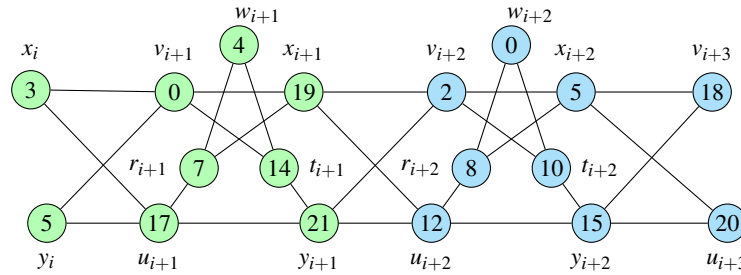 w_{i+1} w_{i+2}
x_i v_{i+1} 4 x_{i+1} v_{i+2} 0 x_{i+2} v_{i+3}
3 0 19 2 5 18
r_{i+1} 7 14 t_{i+1} r_{i+2} 8 10 t_{i+2}
5 17 21 12 15 20
y_i u_{i+1} y_{i+1} u_{i+2} y_{i+2} u_{i+3}